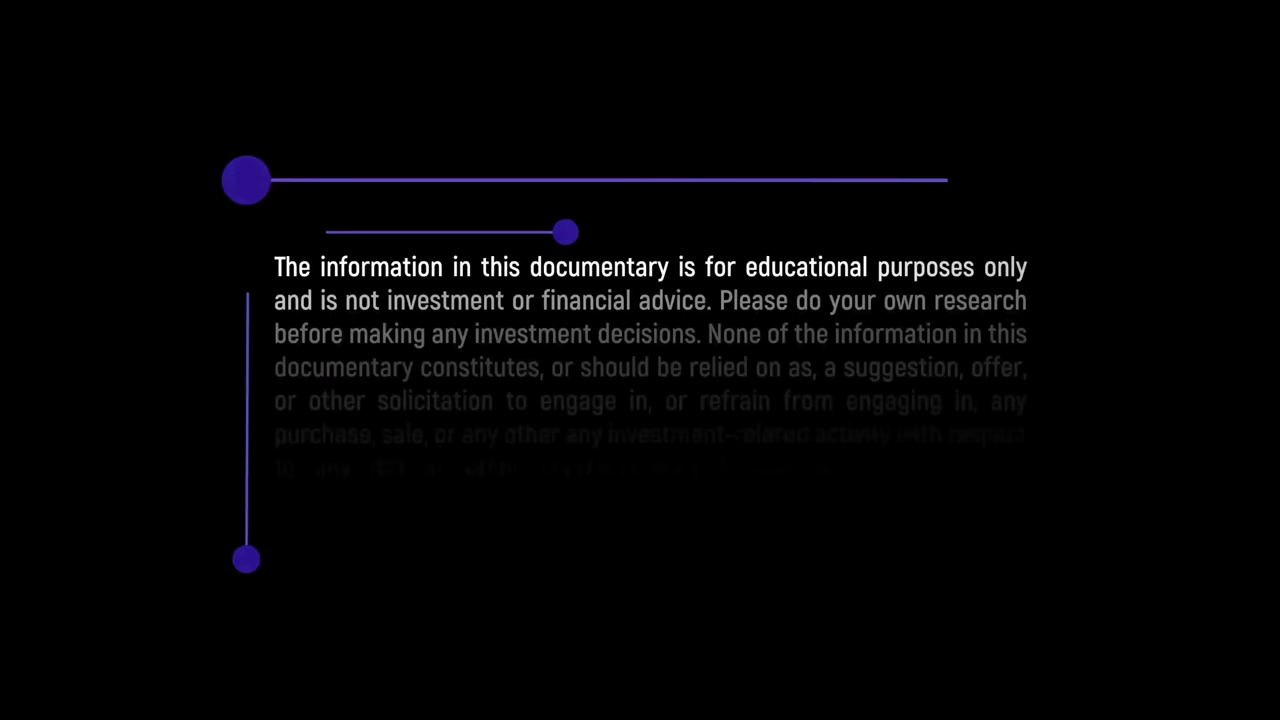 The information in this documentary is for educational purposes only
and is not investment or financial advice. Please do your own research
before making any investment decisions. None of the information in this
documentary constitutes, or should be relied on as, a suggestion, offer,
or other solicitation to engage in, or refrain from engaging in, any
purchase, sale, or any other any investment-related activity with respect
to any